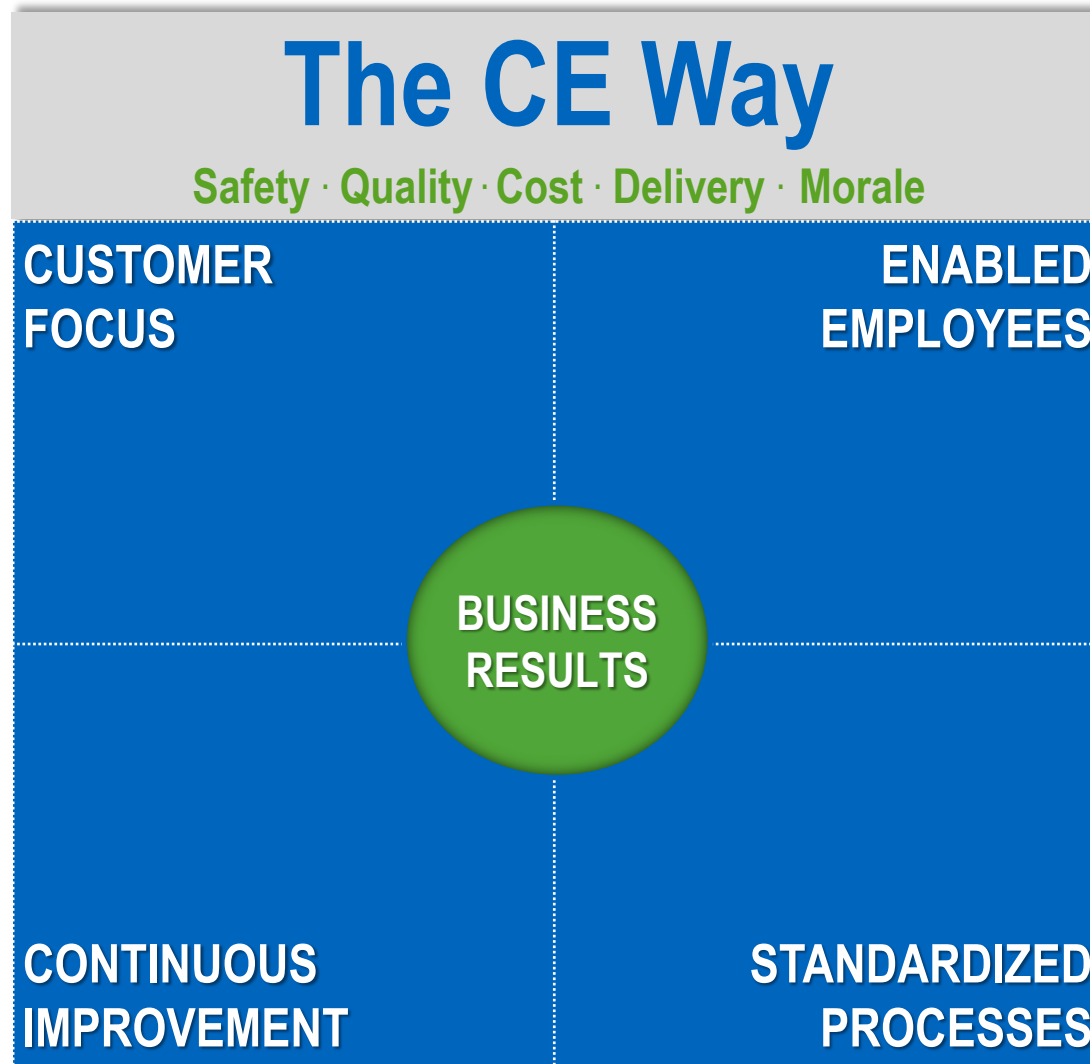 The CE Way
Safety · Quality · Cost · Delivery · Morale
CUSTOMER
FOCUS
ENABLED
EMPLOYEES
BUSINESS
RESULTS
CONTINUOUS
IMPROVEMENT
STANDARDIZED
PROCESSES